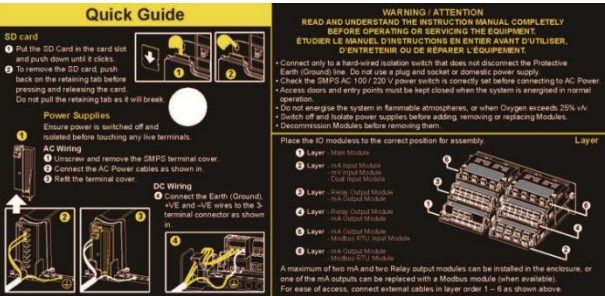 Quick Guide
SD card
1 Put the SD Card in the card slot
and push down until it clicks.
2 To remove the SD card, push
back on the retaining tab before
pressing and releasing the card.
Do not pull the retaining tab as it will break.
1
2
Power Supplies
Ensure power is switched off and
isolated before touching any live terminals.
1
AC Wiring
1 Unscrew and remove the SMPS terminal cover.
2 Connect the AC Power cables as shown in.
3 Refit the terminal cover.
DC Wiring
4 Connect the Earth (Ground),
+VE and –VE wires to the 3-
terminal connector as shown
in.
2
3
4
WARNING / ATTENTION
READ AND UNDERSTAND THE INSTRUCTION MANUAL COMPLETELY
BEFORE OPERATING OR SERVICING THE EQUIPMENT.
ÉTUDIER LE MANUEL D'INSTRUCTIONS EN ENTIER AVANT D'UTILISER,
D'ENTRETENIR OU DE RÉPARER L'ÉQUIPEMENT.
• Connect only to a hard-wired isolation switch that does not disconnect the Protective
Earth (Ground) line. Do not use a plug and socket or domestic power supply.
• Check the SMPS AC 100 / 220 V power switch is correctly set before connecting to AC Power.
• Access doors and entry points must be kept closed when the system is energised in normal
operation.
• Do not energise the system in flammable atmospheres, or when Oxygen exceeds 25% v/v.
• Switch off and Isolate power supplies before adding, removing or replacing Modules.
• Decommission Modules before removing them.
Place the IO modules to the correct position for assembly.
Layer
1 Layer - Main Module
2 Layer - mA Input Module
- mV Input Module
- Dual Input Module
3 Layer - Relay Output Module
- mA Output Module
4 Layer - Relay Output Module
- mA Output Module
5 Layer - mA Output Module
- Modbus RTU Input Module
6 Layer - mA Output Module
- Modbus RTU Module
5
3
1
6
4
2
A maximum of two mA and two Relay output modules can be installed in the enclosure, or
one of the mA outputs can be replaced with a Modbus module (when available).
For ease of access, connect external cables in layer order 1 – 6 as shown above.